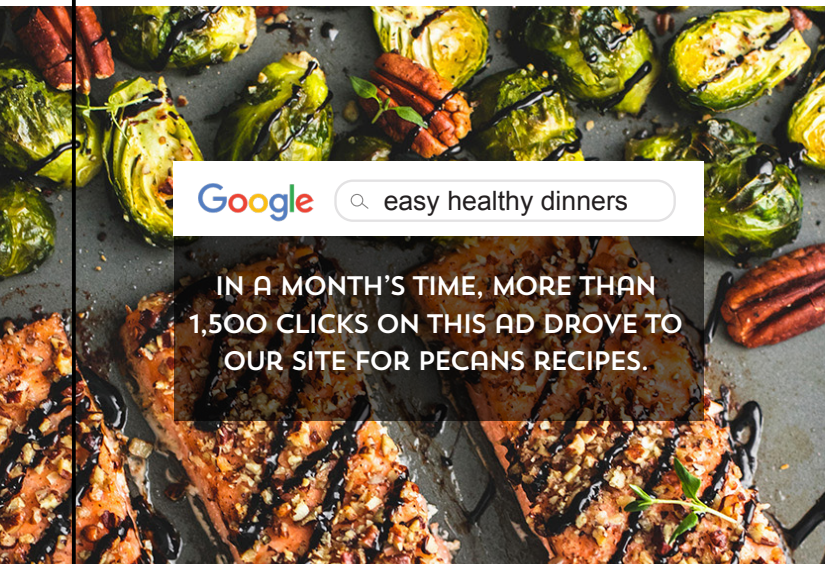 Google easy healthy dinners
IN A MONTH'S TIME, MORE THAN
1,500 CLICKS ON THIS AD DROVE TO
OUR SITE FOR PECANS RECIPES.